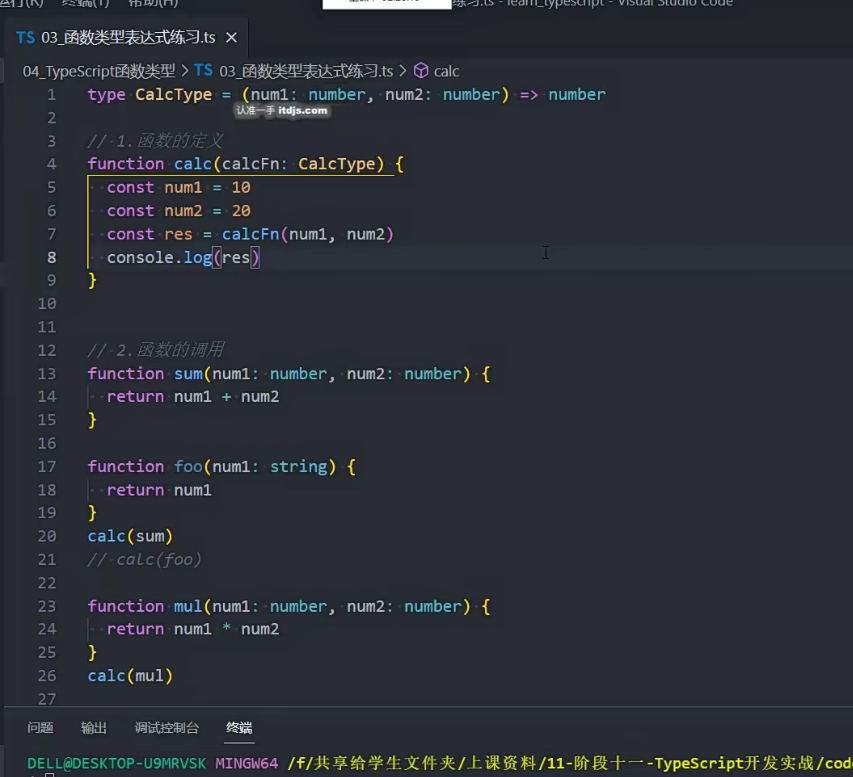 终端(T) 帮助(H)
练习.ts - learn_typescript - Visual Studio Code
TS 03_函数类型表达式练习.ts ×
04_TypeScript函数类型 > TS 03_函数类型表达式练习.ts > calc
1 type CalcType = (num1: number, num2: number) => number
认准一手 itdjs.com
2
3 // 1.函数的定义
4 function calc(calcFn: CalcType) {
5 const num1 = 10
6 const num2 = 20
7 const res = calcFn(num1, num2)
8 console.log(res)
9 }
10
11
12 // 2.函数的调用
13 function sum(num1: number, num2: number) {
14 return num1 + num2
15 }
16
17 function foo(num1: string) {
18 return num1
19 }
20 calc(sum)
21 // calc(foo)
22
23 function mul(num1: number, num2: number) {
24 return num1 * num2
25 }
26 calc(mul)
27
问题 输出 调试控制台 终端
DELL@DESKTOP-U9MRVSK MINGW64 /f/共享给学生文件夹/上课资料/11-阶段十一-TypeScript开发实战/cod